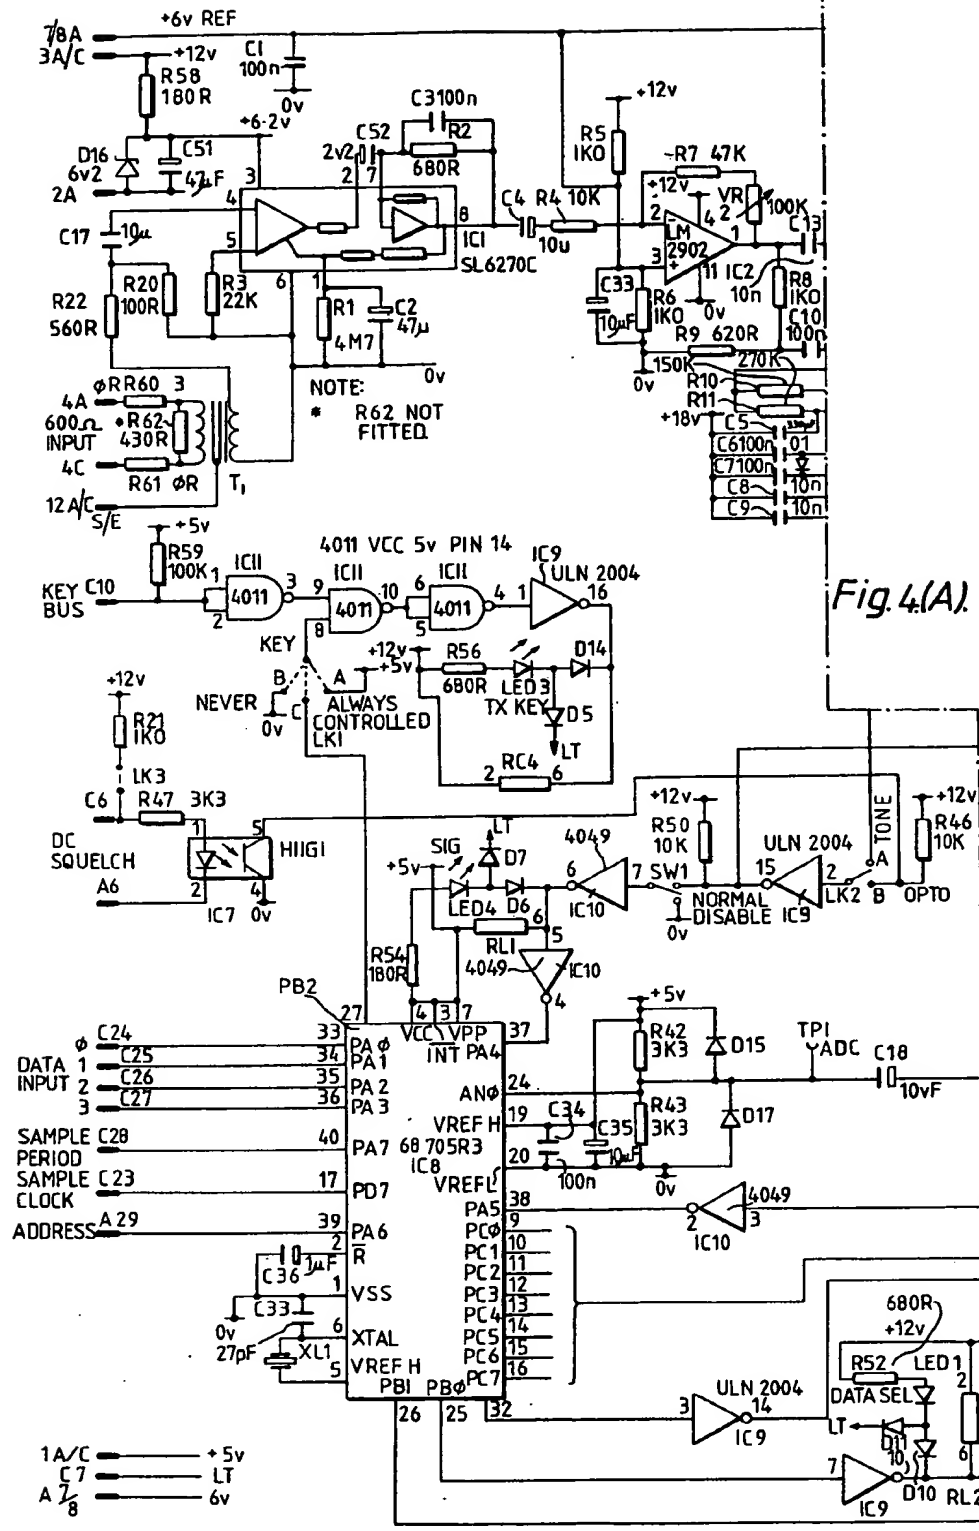 +6v REF
7/8A
3A/C
+12v
R58
180R
C1
100n
0v
+6·2v
D16
6v2
C51
47µF
2A
3
C3100n
C52
R2
2v2
2 7
680R
4
5
8
IC1
SL6270C
6
1
C17
10µ
R20
100R
R3
22K
R22
560R
R1
4M7
C2
47µ
0v
C4
R4 10K
10u
+12v
R5
1K0
R7 47K
+12v
VR
100K
C13
2
4
LM
2902
1
3
+
11
IC2
10n
0v
C33
10µF
R6
1K0
R8
1K0
C10
100n
R9 620R
0v
150K
270K
R10
R11
+18v
C5
C6100n
01
C7100n
C8
10n
C9
10n
NOTE:
* R62 NOT
FITTED.
ØR R60 3
4A
600Ω
INPUT
*R62
430R
4C
R61 ØR
T1
12A/C
S/E
+5v
R59
100K
4011 VCC 5v PIN 14
KEY
BUS
C10
1
2
IC11
4011
3
9
8
IC11
4011
10
6
5
IC11
4011
4
1
IC9
ULN 2004
16
Fig. 4.(A).
KEY
B
A
C
NEVER
0v
ALWAYS
CONTROLLED
LK1
+12v
+5v
R56
680R
LED3
TX KEY
D14
D5
LT
2
RC4
6
+12v
R21
1K0
LK3
C6
R47 3K3
DC
SQUELCH
A6
1
2
5
4
H11G1
IC7
0v
LT
D7
SIG
+5v
LED4
D6
4049
6
7
IC10
SW1
+12v
R50
10K
NORMAL
DISABLE
0v
15
ULN 2004
IC9
2
LK2
TONE
A
B
OPTO
+12v
R46
10K
6
RL1
5
4049
IC10
4
R54
180R
PB2
27
4 3 7
VCC VPP
INT
C24
C25
C26
C27
Ø
DATA 1
INPUT 2
3
33
34
35
36
PAØ
PA1
PA2
PA3
37
PA4
24
ANØ
19
VREF H
20
VREFL
38
PA5
SAMPLE
PERIOD
C28
40
PA7
68705R3
IC8
SAMPLE
CLOCK
C23
17
PD7
ADDRESS
A 29
39
PA6
2
R
C36
1µF
1
VSS
0v
C33
27pF
6
XTAL
XL1
5
VREF H
PB1
PBØ
26
25
32
+5v
R42
3K3
D15
TP1
ADC
C18
10vF
R43
3K3
D17
C34
C35
100n
10µF
0v
4049
2
3
IC10
PCØ 9
PC1 10
PC2 11
PC3 12
PC4 13
PC5 14
PC6 15
PC7 16
680R
+12v
R52
LED1
DATA SEL
2
LT
D11
10
D10
6
RL2
3
ULN 2004
14
IC9
7
IC9
1A/C
+5v
C7
LT
A 7/8
6v